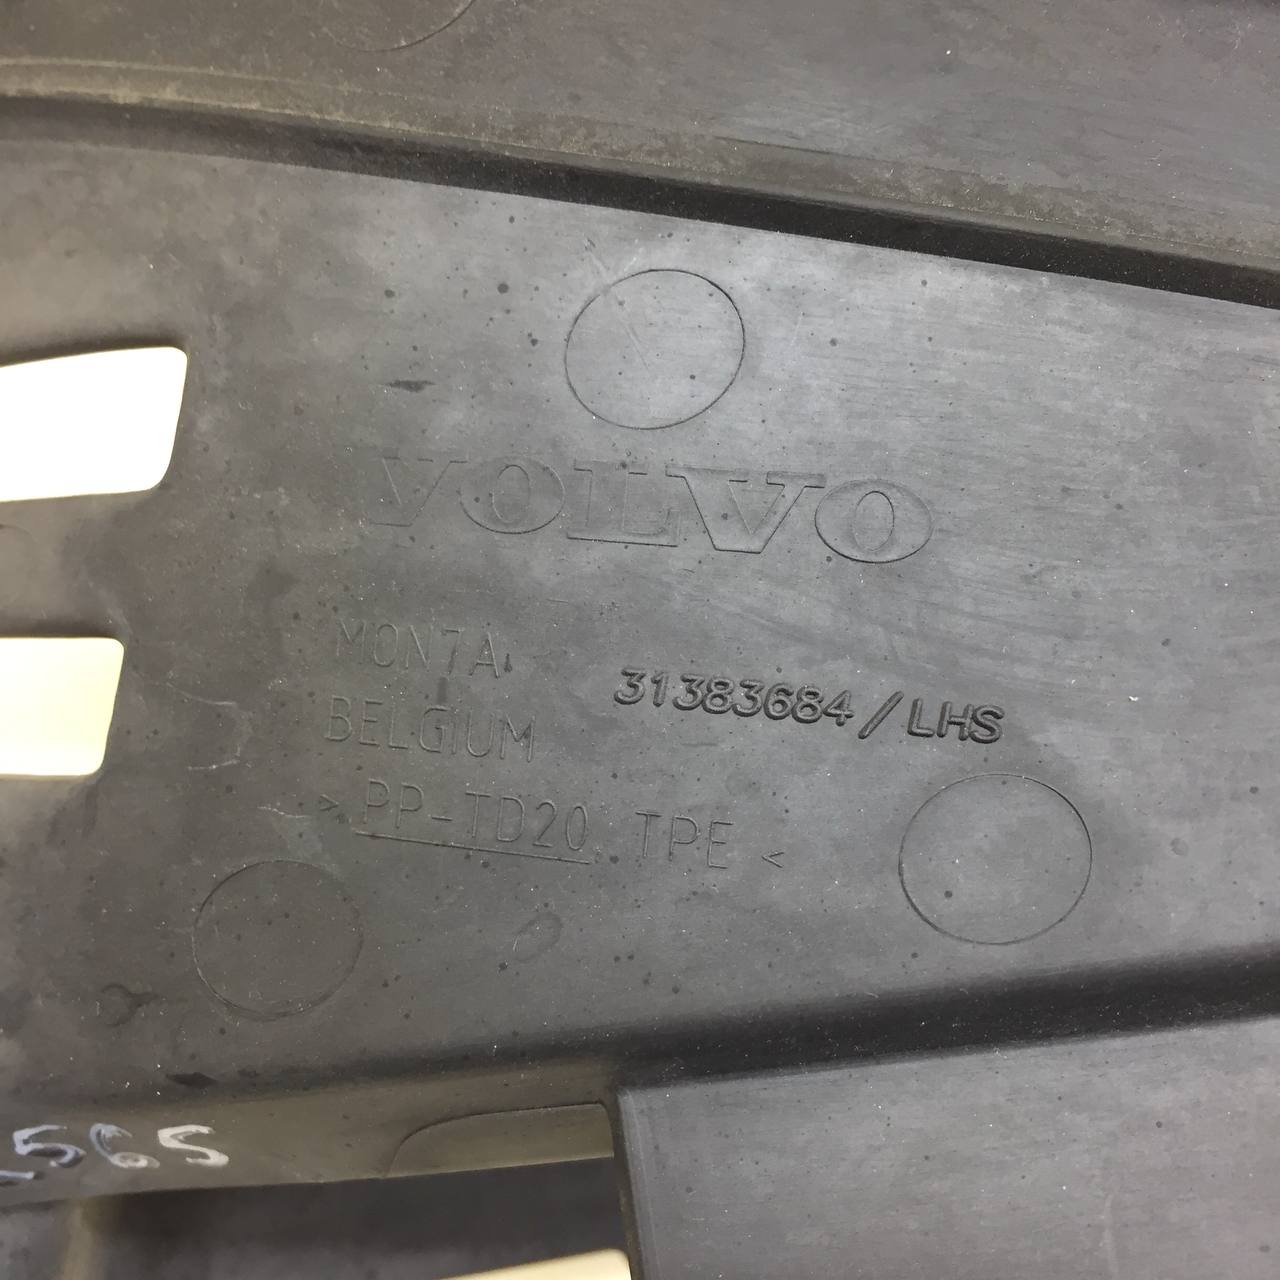 VOLVO
MON7A
31383684/LHS
BELGIUM
> PP-TD20 TPE <
565